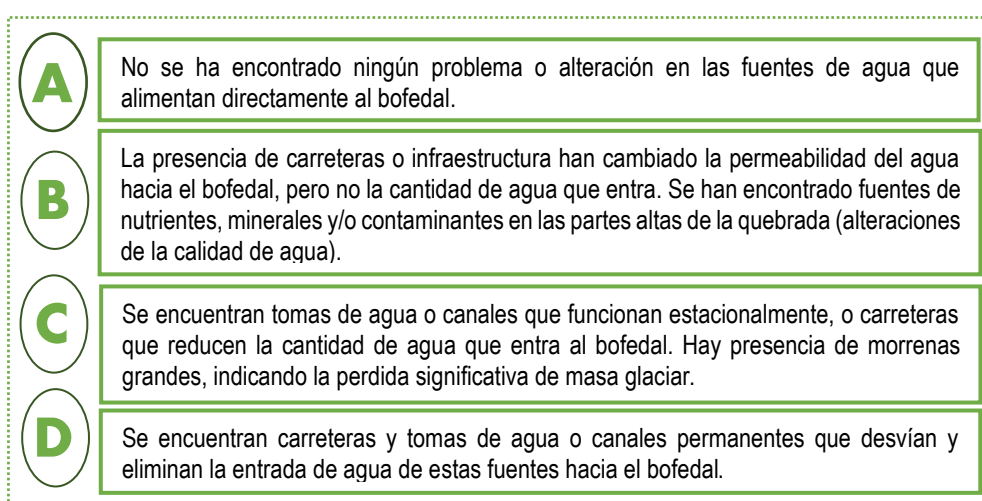 A
No se ha encontrado ningún problema o alteración en las fuentes de agua que
alimentan directamente al bofedal.
B
La presencia de carreteras o infraestructura han cambiado la permeabilidad del agua
hacia el bofedal, pero no la cantidad de agua que entra. Se han encontrado fuentes de
nutrientes, minerales y/o contaminantes en las partes altas de la quebrada (alteraciones
de la calidad de agua).
C
Se encuentran tomas de agua o canales que funcionan estacionalmente, o carreteras
que reducen la cantidad de agua que entra al bofedal. Hay presencia de morrenas
grandes, indicando la perdida significativa de masa glaciar.
D
Se encuentran carreteras y tomas de agua o canales permanentes que desvían y
eliminan la entrada de agua de estas fuentes hacia el bofedal.